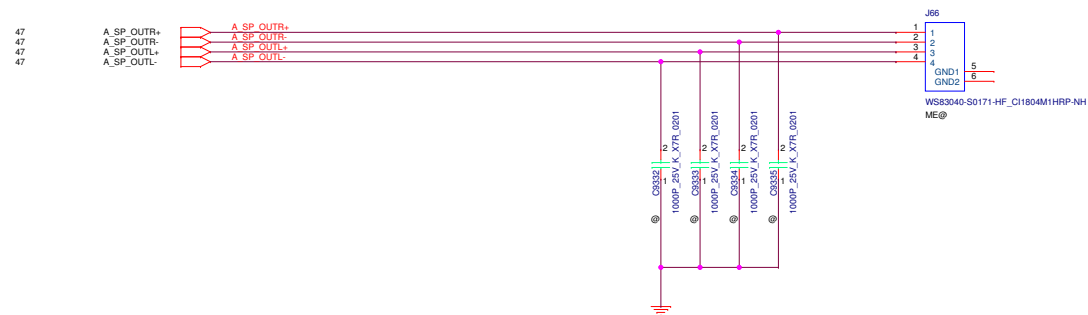 J66
47 A_SP_OUTR+ A_SP_OUTR+ 1 1
47 A_SP_OUTR- A_SP_OUTR- 2 2
47 A_SP_OUTL+ A_SP_OUTL+ 3 3
47 A_SP_OUTL- A_SP_OUTL- 4 4
GND1 5
GND2 6
WS83040-S0171-HF_CI1804M1HRP-NH
ME@
2 1 C9332 1000P_25V_K_X7R_0201 @
2 1 C9333 1000P_25V_K_X7R_0201 @
2 1 C9334 1000P_25V_K_X7R_0201 @
2 1 C9335 1000P_25V_K_X7R_0201 @